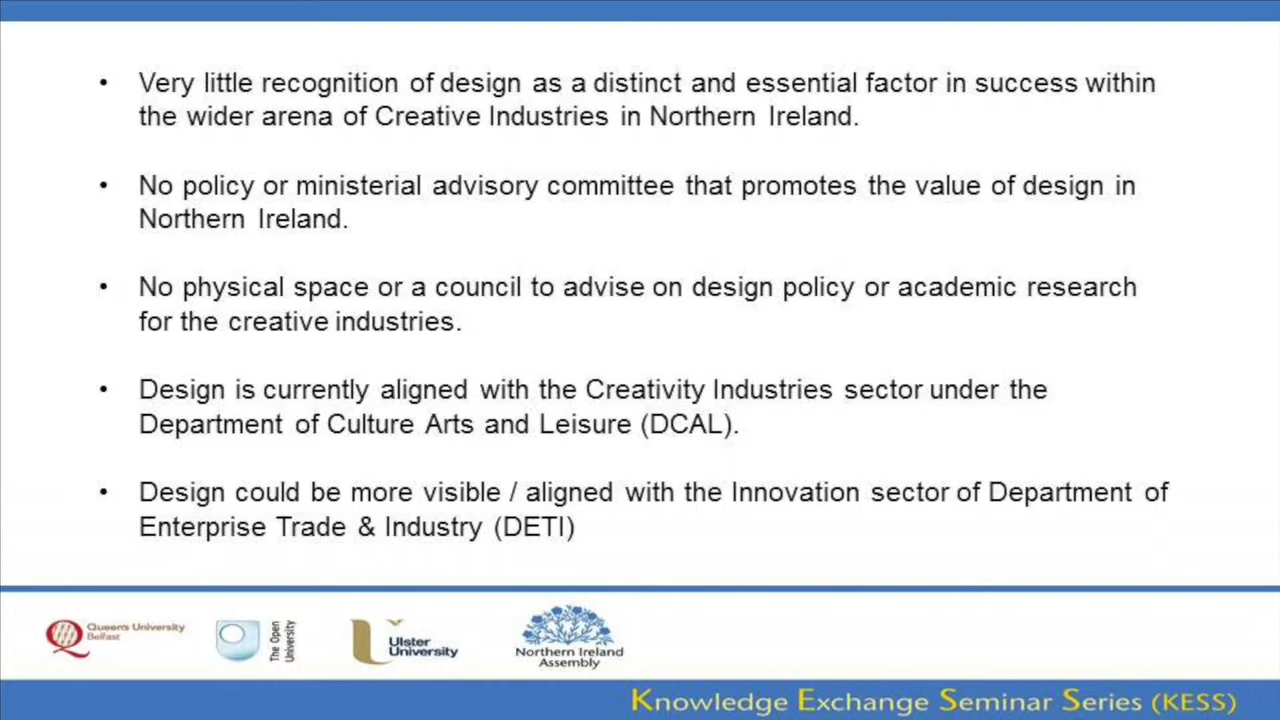 • Very little recognition of design as a distinct and essential factor in success within
the wider arena of Creative Industries in Northern Ireland.
• No policy or ministerial advisory committee that promotes the value of design in
Northern Ireland.
• No physical space or a council to advise on design policy or academic research
for the creative industries.
• Design is currently aligned with the Creativity Industries sector under the
Department of Culture Arts and Leisure (DCAL).
• Design could be more visible / aligned with the Innovation sector of Department of
Enterprise Trade & Industry (DETI)
Queen's University
Belfast
The Open
University
Ulster
University
Northern Ireland
Assembly
Knowledge Exchange Seminar Series (KESS)